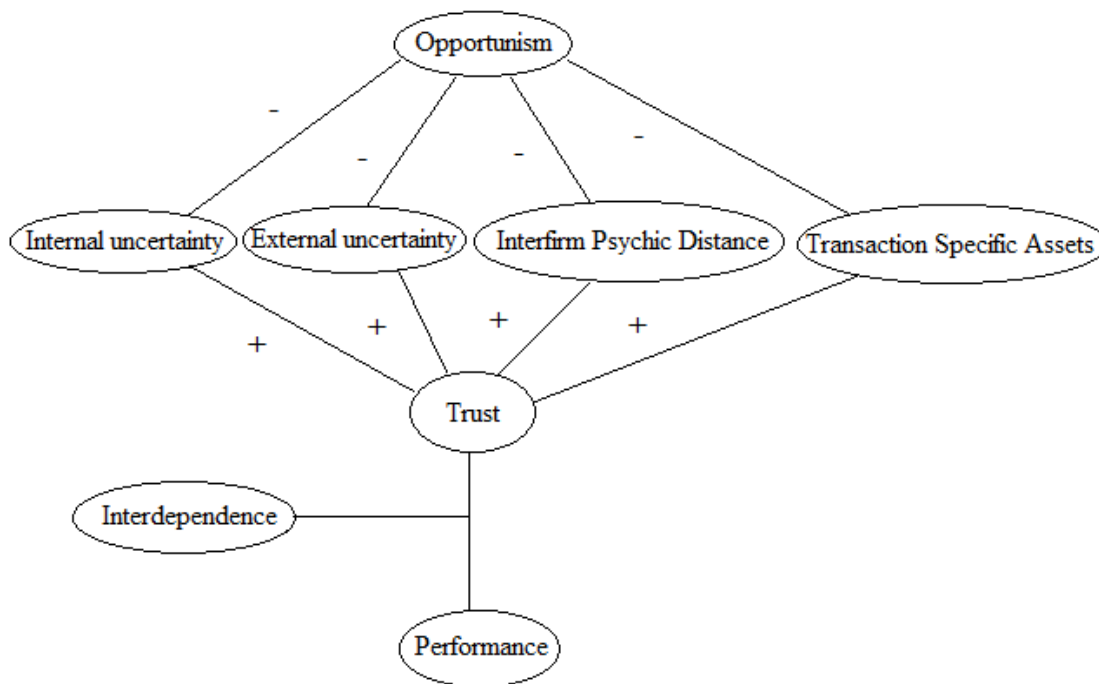 Opportunism
-
-
-
-
Internal uncertainty
External uncertainty
Interfirm Psychic Distance
Transaction Specific Assets
+
+
+
+
Trust
Interdependence
Performance